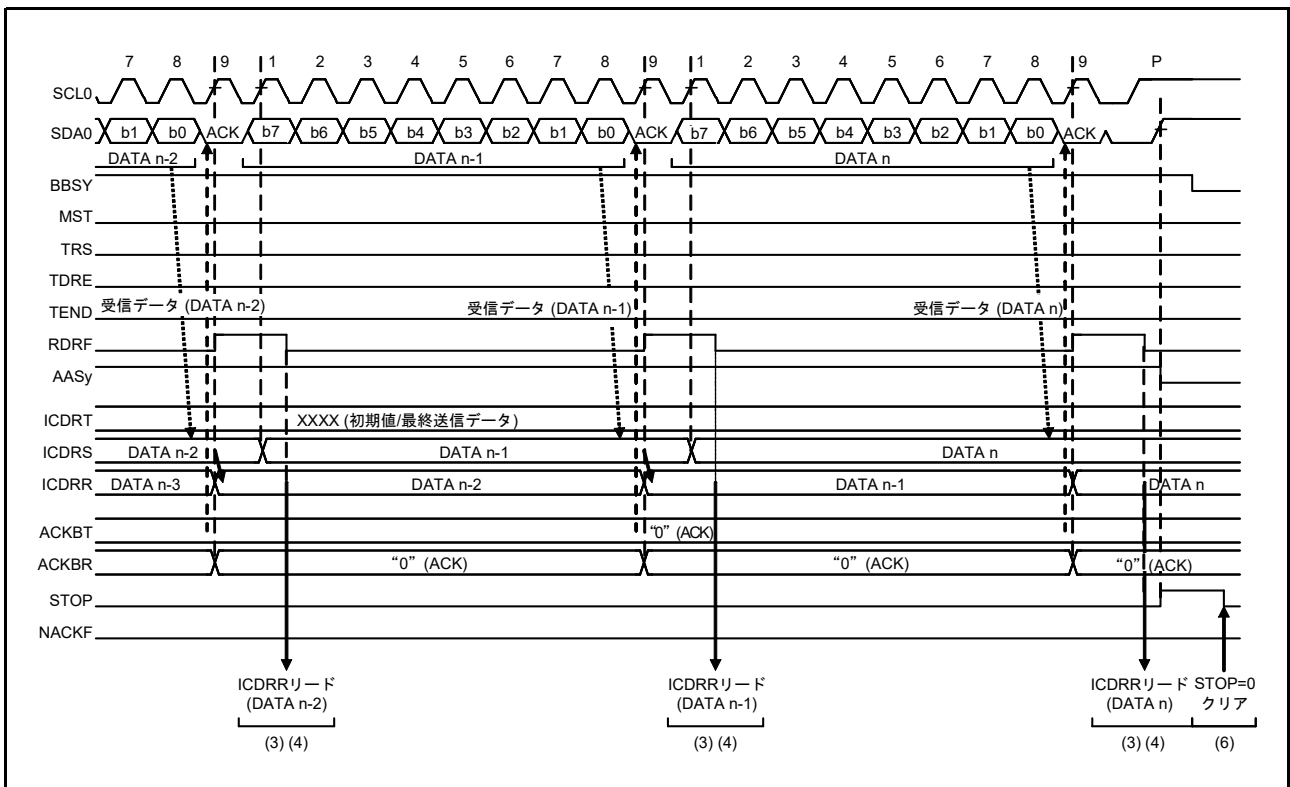 7 8 9 1 2 3 4 5 6 7 8 9 1 2 3 4 5 6 7 8 9 P
SCL0
SDA0 b1 b0 ACK b7 b6 b5 b4 b3 b2 b1 b0 ACK b7 b6 b5 b4 b3 b2 b1 b0 ACK
DATA n-2 DATA n-1 DATA n
BBSY
MST
TRS
TDRE
TEND 受信データ (DATA n-2) 受信データ (DATA n-1) 受信データ (DATA n)
RDRF
AASy
ICDRT XXXX (初期値/最終送信データ)
ICDRS DATA n-2 DATA n-1 DATA n
ICDRR DATA n-3 DATA n-2 DATA n-1 DATA n
ACKBT “0” (ACK)
ACKBR “0” (ACK) “0” (ACK) “0” (ACK)
STOP
NACKF
ICDRRリード ICDRRリード ICDRRリード STOP=0
(DATA n-2) (DATA n-1) (DATA n) クリア
(3) (4) (3) (4) (3) (4) (6)